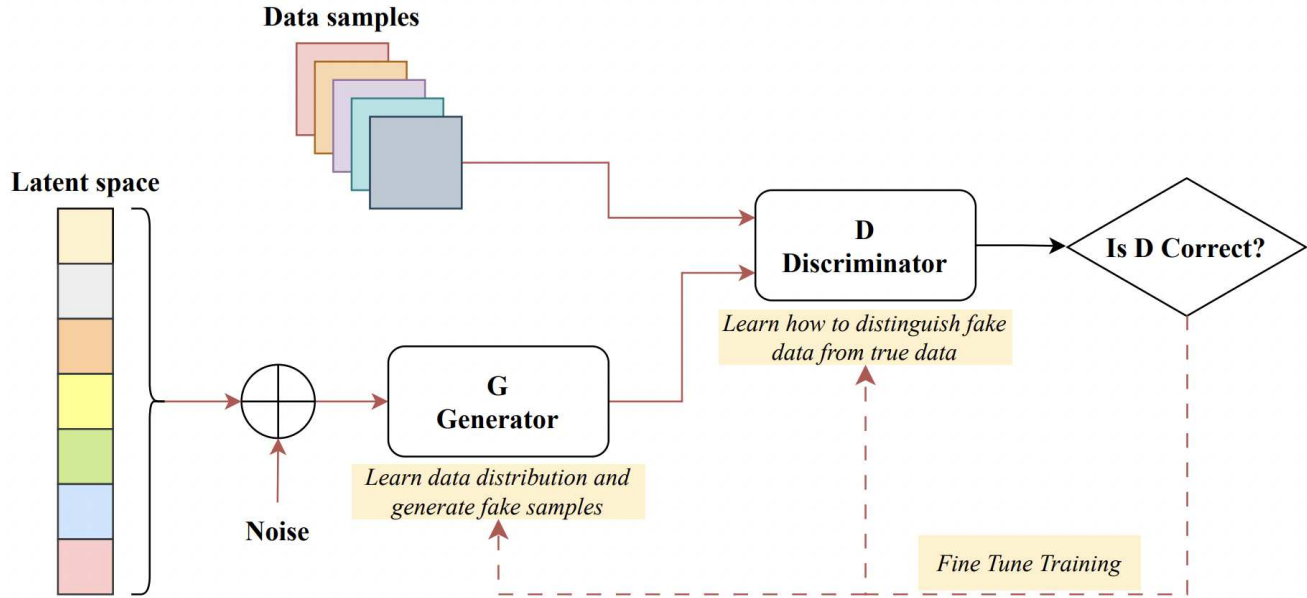 Data samples
Latent space
D
Discriminator
Is D Correct?
Learn how to distinguish fake
data from true data
G
Generator
Learn data distribution and
generate fake samples
Noise
Fine Tune Training